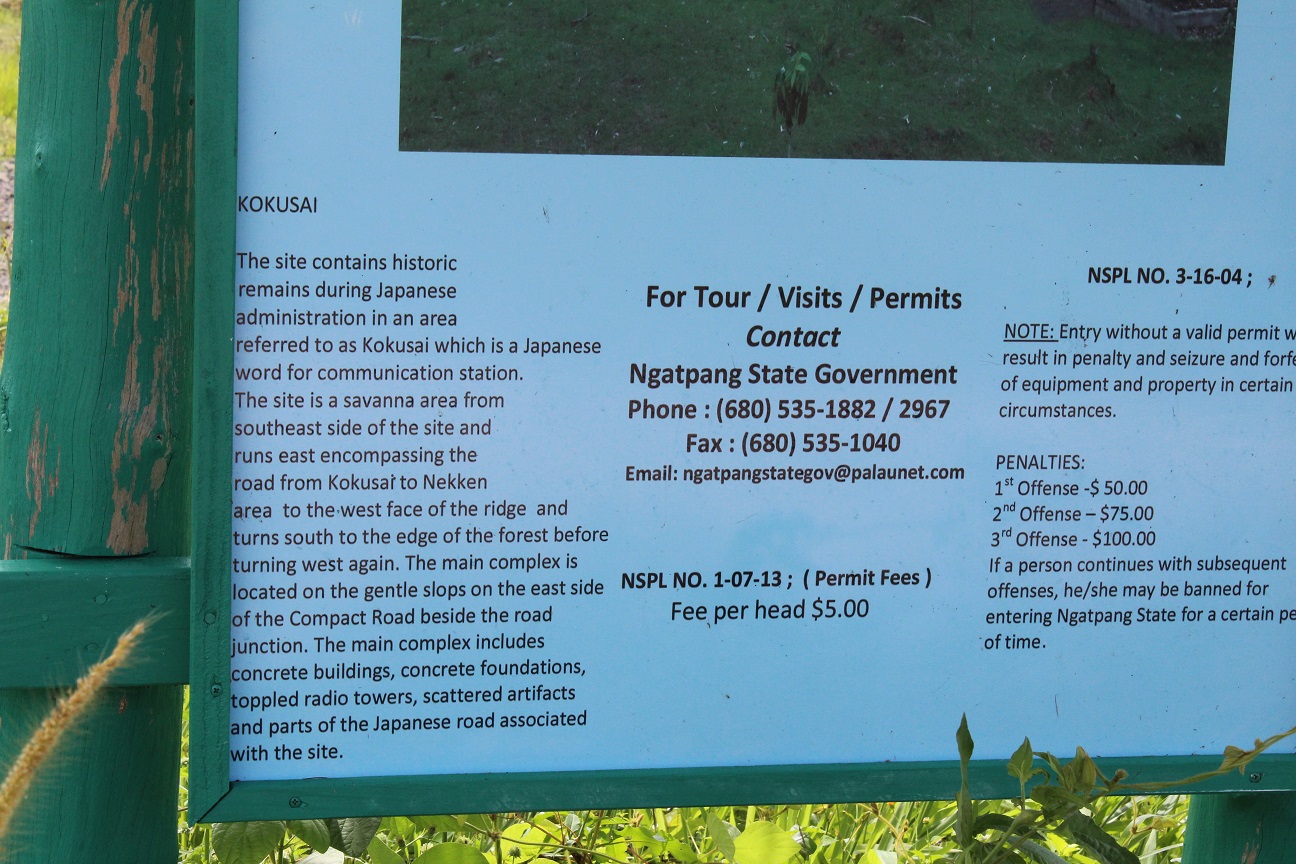 KOKUSAI
The site contains historic
remains during Japanese
administration in an area
referred to as Kokusai which is a Japanese
word for communication station.
The site is a savanna area from
southeast side of the site and
runs east encompassing the
road from Kokusai to Nekken
area to the west face of the ridge and
turns south to the edge of the forest before
turning west again. The main complex is
located on the gentle slops on the east side
of the Compact Road beside the road
junction. The main complex includes
concrete buildings, concrete foundations,
toppled radio towers, scattered artifacts
and parts of the Japanese road associated
with the site.
For Tour / Visits / Permits
Contact
Ngatpang State Government
Phone : (680) 535-1882 / 2967
Fax : (680) 535-1040
Email: ngatpangstategov@palaunet.com
NSPL NO. 1-07-13 ; ( Permit Fees )
Fee per head $5.00
NSPL NO. 3-16-04 ;
NOTE: Entry without a valid permit
result in penalty and seizure and
of equipment and property in certain
circumstances.
PENALTIES:
1st Offense -$ 50.00
2nd Offense – $75.00
3rd Offense - $100.00
If a person continues with subsequent
offenses, he/she may be banned for
entering Ngatpang State for a certain
of time.